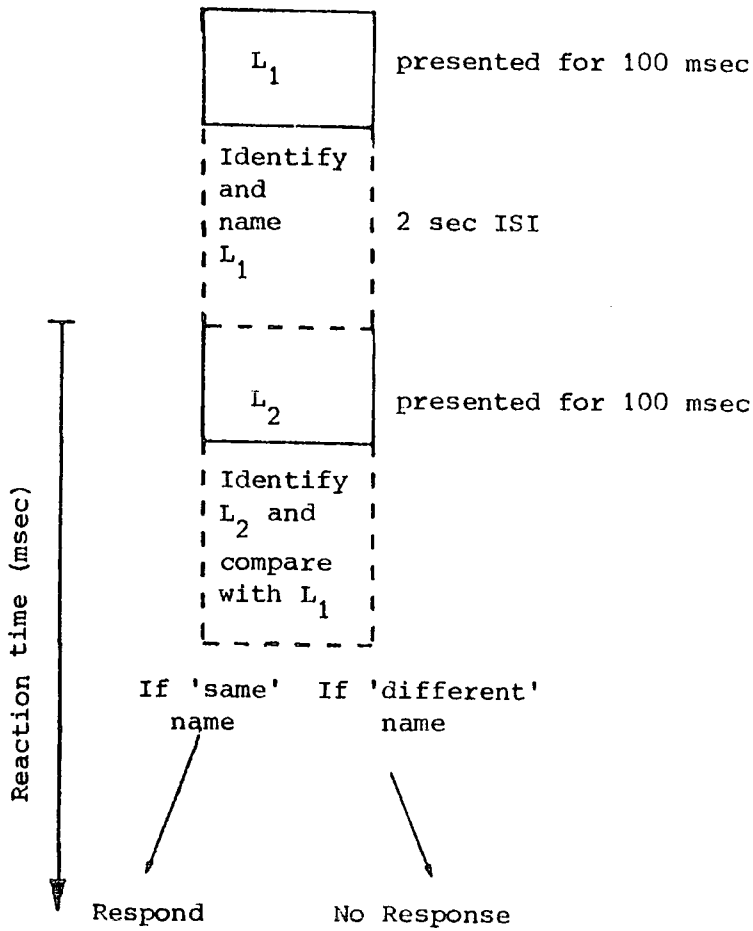 L1 presented for 100 msec
Identify
and
name
L1
2 sec ISI
L2 presented for 100 msec
Identify
L2 and
compare
with L1
Reaction time (msec)
If 'same' If 'different'
name name
Respond No Response